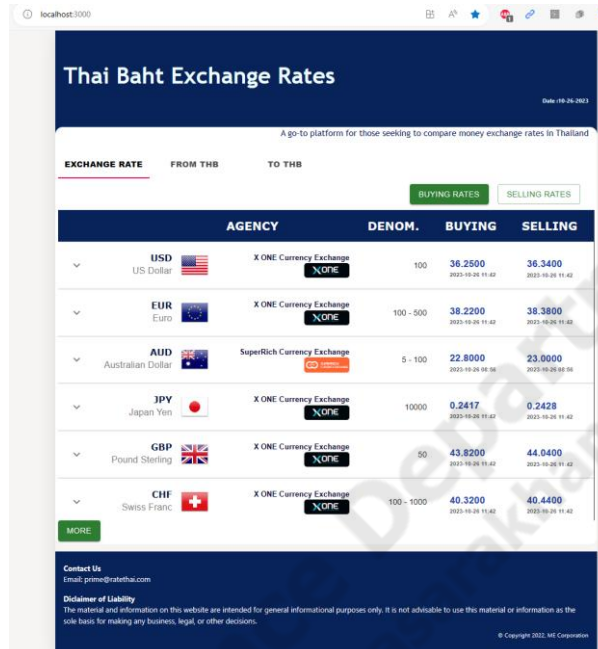 localhost:3000
Thai Baht Exchange Rates
Date :10-26-2023
A go-to platform for those seeking to compare money exchange rates in Thailand
EXCHANGE RATE FROM THB TO THB
BUYING RATES SELLING RATES
AGENCY DENOM. BUYING SELLING
USD X ONE Currency Exchange 36.2500 36.3400
US Dollar XONE 100 2023-10-26 11:42 2023-10-26 11:42
EUR X ONE Currency Exchange 38.2200 38.3800
Euro XONE 100 - 500 2023-10-26 11:42 2023-10-26 11:42
AUD SuperRich Currency Exchange 22.8000 23.0000
Australian Dollar 5 - 100 2023-10-26 08:56 2023-10-26 08:56
JPY X ONE Currency Exchange 0.2417 0.2428
Japan Yen XONE 10000 2023-10-26 11:42 2023-10-26 11:42
GBP X ONE Currency Exchange 43.8200 44.0400
Pound Sterling XONE 50 2023-10-26 11:42 2023-10-26 11:42
CHF X ONE Currency Exchange 40.3200 40.4400
Swiss Franc XONE 100 - 1000 2023-10-26 11:42 2023-10-26 11:42
MORE
Contact Us
Email: prime@ratethai.com
Diclaimer of Liability
The material and information on this website are intended for general informational purposes only. It is not advisable to use this material or information as the
sole basis for making any business, legal, or other decisions.
© Copyright 2022, ME Corporation